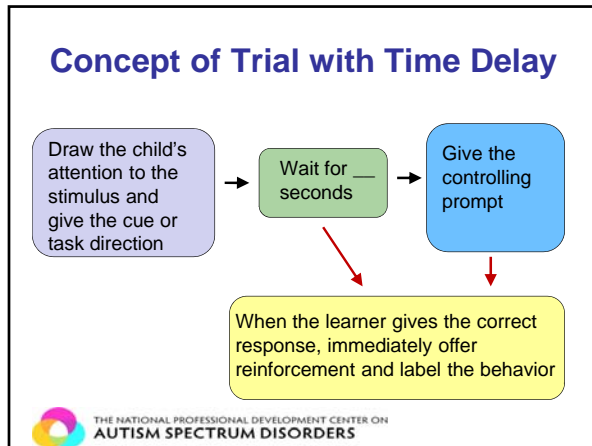 Concept of Trial with Time Delay
Draw the child's
attention to the
stimulus and
give the cue or
task direction
Wait for __
seconds
Give the
controlling
prompt
When the learner gives the correct
response, immediately offer
reinforcement and label the behavior
THE NATIONAL PROFESSIONAL DEVELOPMENT CENTER ON
AUTISM SPECTRUM DISORDERS